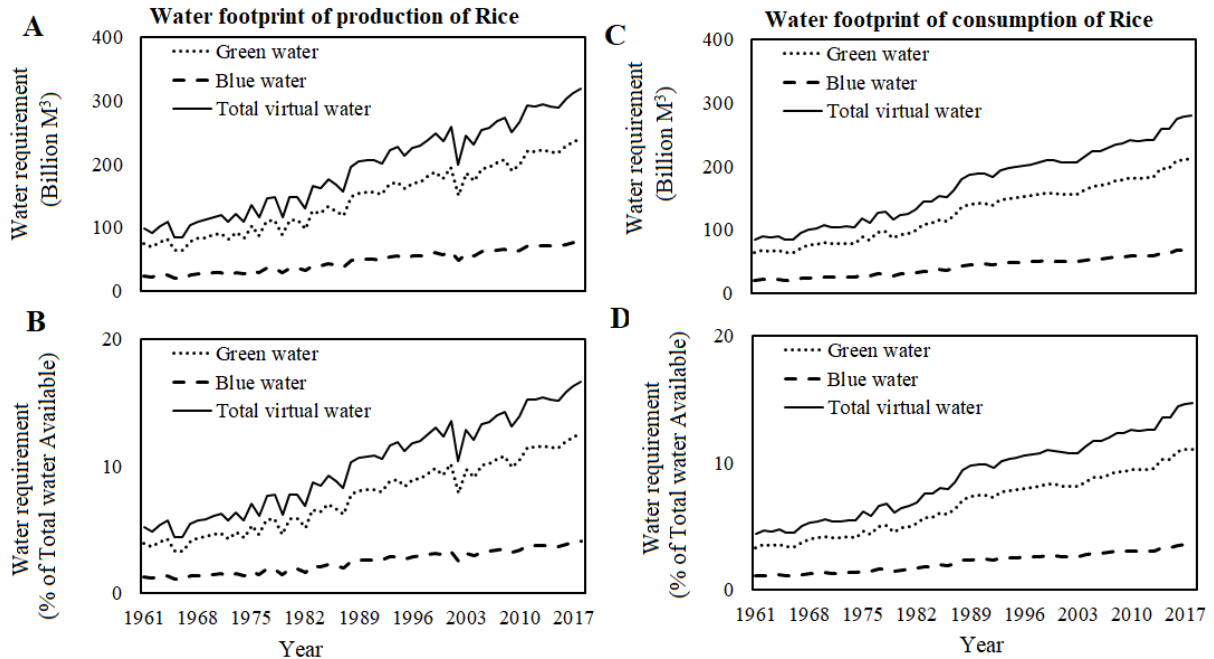 A
Water footprint of production of Rice
400
300
200
100
0
Water requirement
(Billion M³)
Green water
Blue water
Total virtual water
C
Water footprint of consumption of Rice
400
300
200
100
0
Water requirement
(Billion M³)
Green water
Blue water
Total virtual water
B
20
10
0
Water requirement
(% of Total water Available)
Green water
Blue water
Total virtual water
1961 1968 1975 1982 1989 1996 2003 2010 2017
Year
D
20
10
0
Water requirement
(% of Total water Available)
Green water
Blue water
Total virtual water
1961 1968 1975 1982 1989 1996 2003 2010 2017
Year